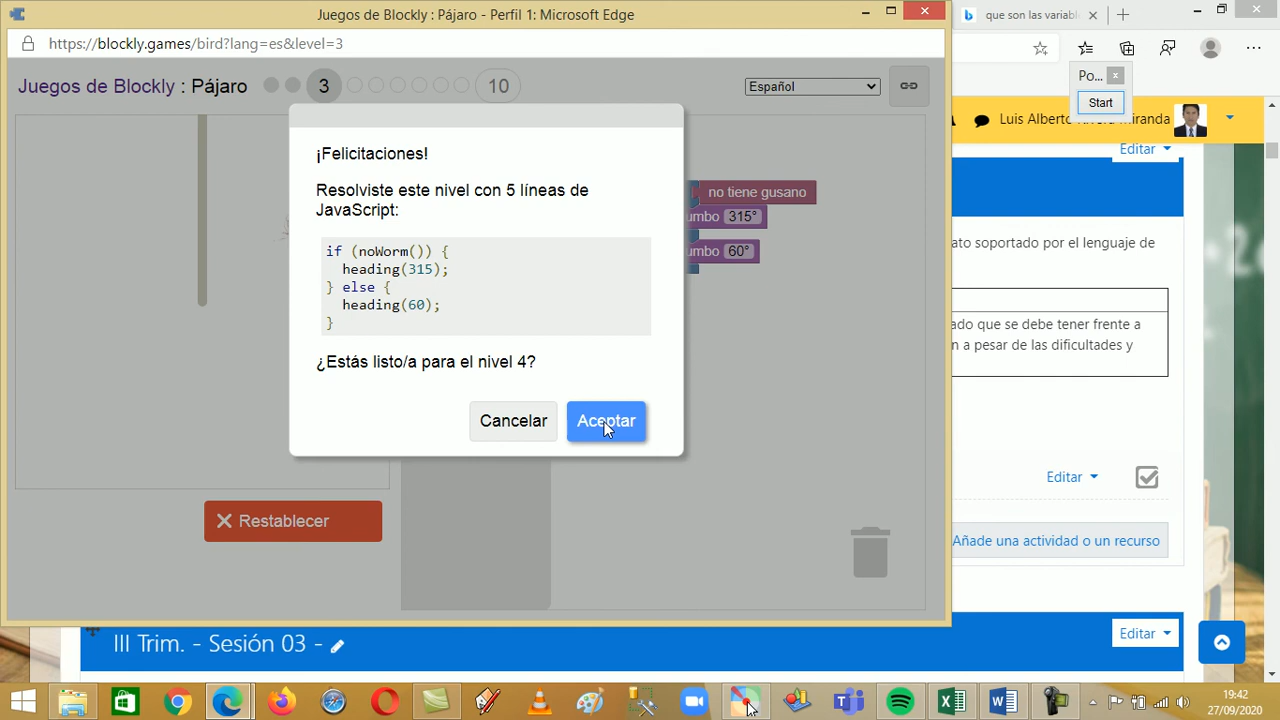 Juegos de Blockly : Pájaro - Perfil 1: Microsoft Edge
https://blockly.games/bird?lang=es&level=3
Juegos de Blockly : Pájaro
3
10
Español
¡Felicitaciones!
Resolviste este nivel con 5 líneas de
JavaScript:
if (noWorm()) {
heading(315);
} else {
heading(60);
}
¿Estás listo/a para el nivel 4?
Cancelar
Aceptar
no tiene gusano
umbo 315°
umbo 60°
Restablecer
que son las variabl
Po...
Start
Luis Alberto
Miranda
Editar
ato soportado por el lenguaje de
ado que se debe tener frente a
a pesar de las dificultades y
Editar
Añade una actividad o un recurso
III Trim. - Sesión 03 -
Editar
19:42
27/09/2020